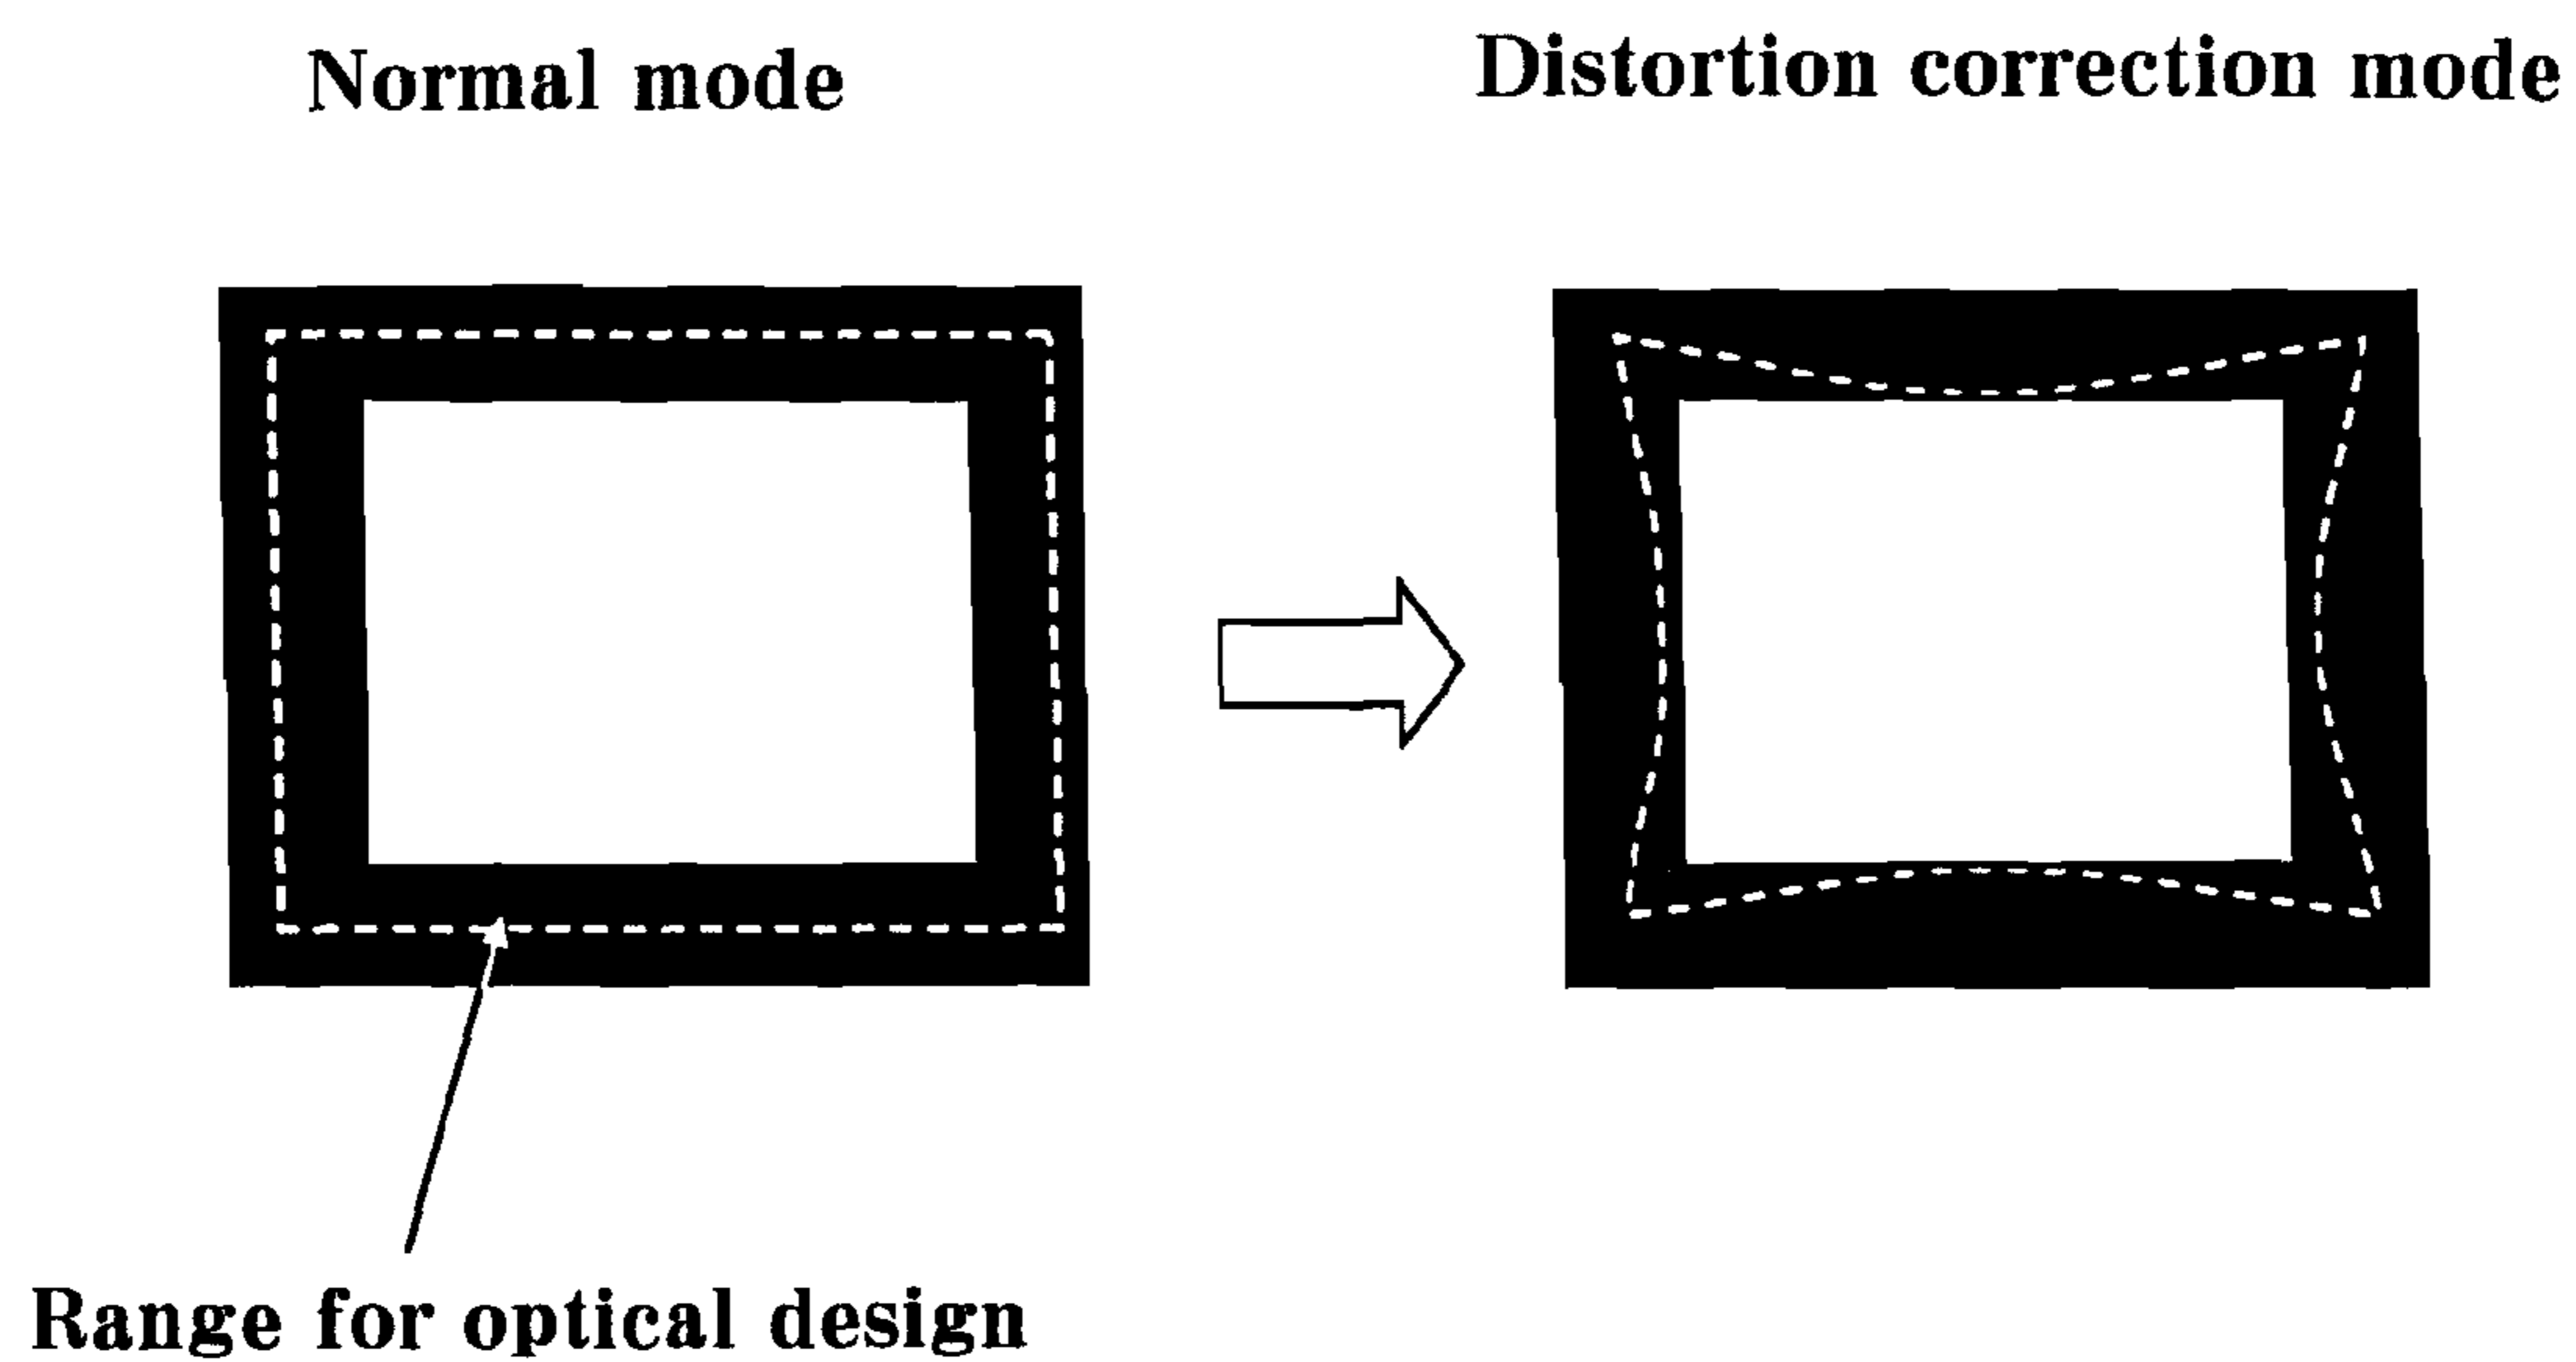 Normal mode
Distortion correction mode
Range for optical design